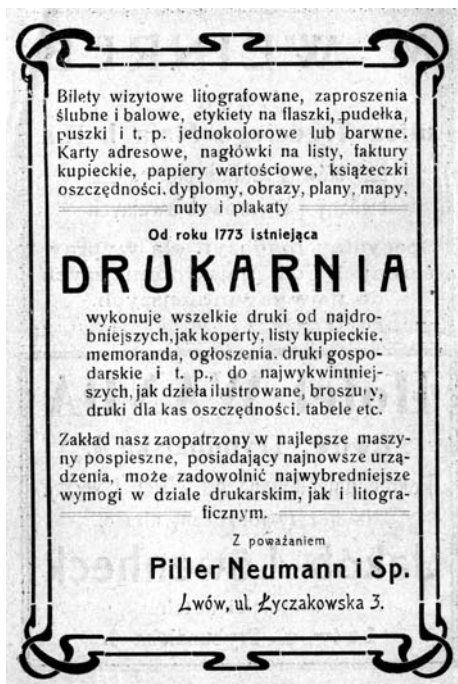 Bilety wizytowe litografowane, zaproszenia
ślubne i balowe, etykiety na flaszki, pudełka,
puszki i t. p. jednokolorowe lub barwne.
Karty adresowe, nagłówki na listy, faktury
kupieckie, papiery wartościowe, książeczki
oszczędności. dyplomy, obrazy, plany, mapy,
nuty i plakaty
Od roku 1773 istniejąca
DRUKARNIA
wykonuje wszelkie druki od najdro-
bniejszych, jak koperty, listy kupieckie.
memoranda, ogłoszenia. druki gospo-
darskie i t. p., do najwykwintniej-
szych, jak dzieła ilustrowane, broszury,
druki dla kas oszczędności. tabele etc.
Zakład nasz zaopatrzony w najlepsze maszy-
ny pospieszne, posiadający najnowsze urzą-
dzenia, może zadowolnić najwybredniejsze
wymogi w dziale drukarskim, jak i litogra-
ficznym.
Z poważaniem
Piller Neumann i Sp.
Lwów, ul. Łyczakowska 3.